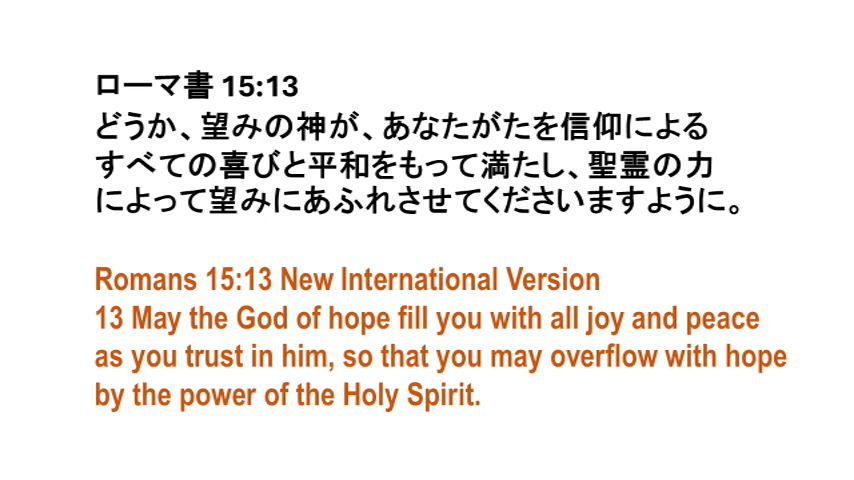 ローマ書 15:13
どうか、望みの神が、あなたがたを信仰による
すべての喜びと平和をもって満たし、聖霊の力
によって望みにあふれさせてくださいますように。
Romans 15:13 New International Version
13 May the God of hope fill you with all joy and peace
as you trust in him, so that you may overflow with hope
by the power of the Holy Spirit.